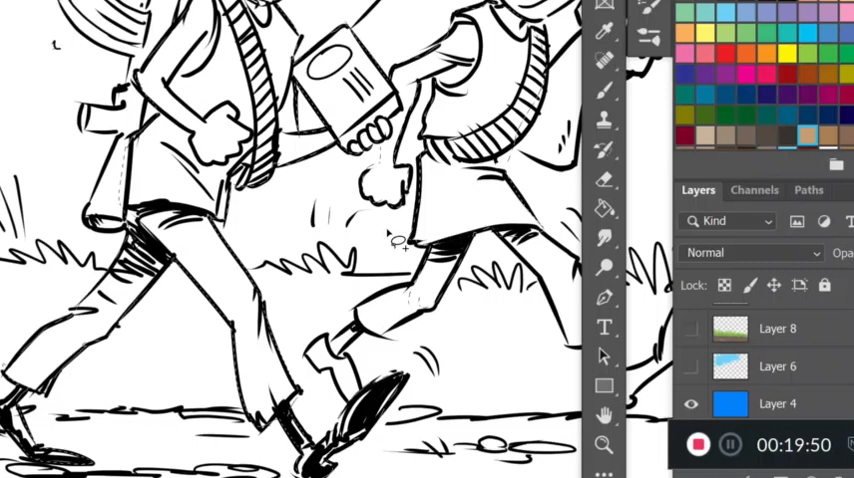 Layers Channels Paths
Kind
Normal
Opa
Lock:
Layer 8
Layer 6
Layer 4
00:19:50